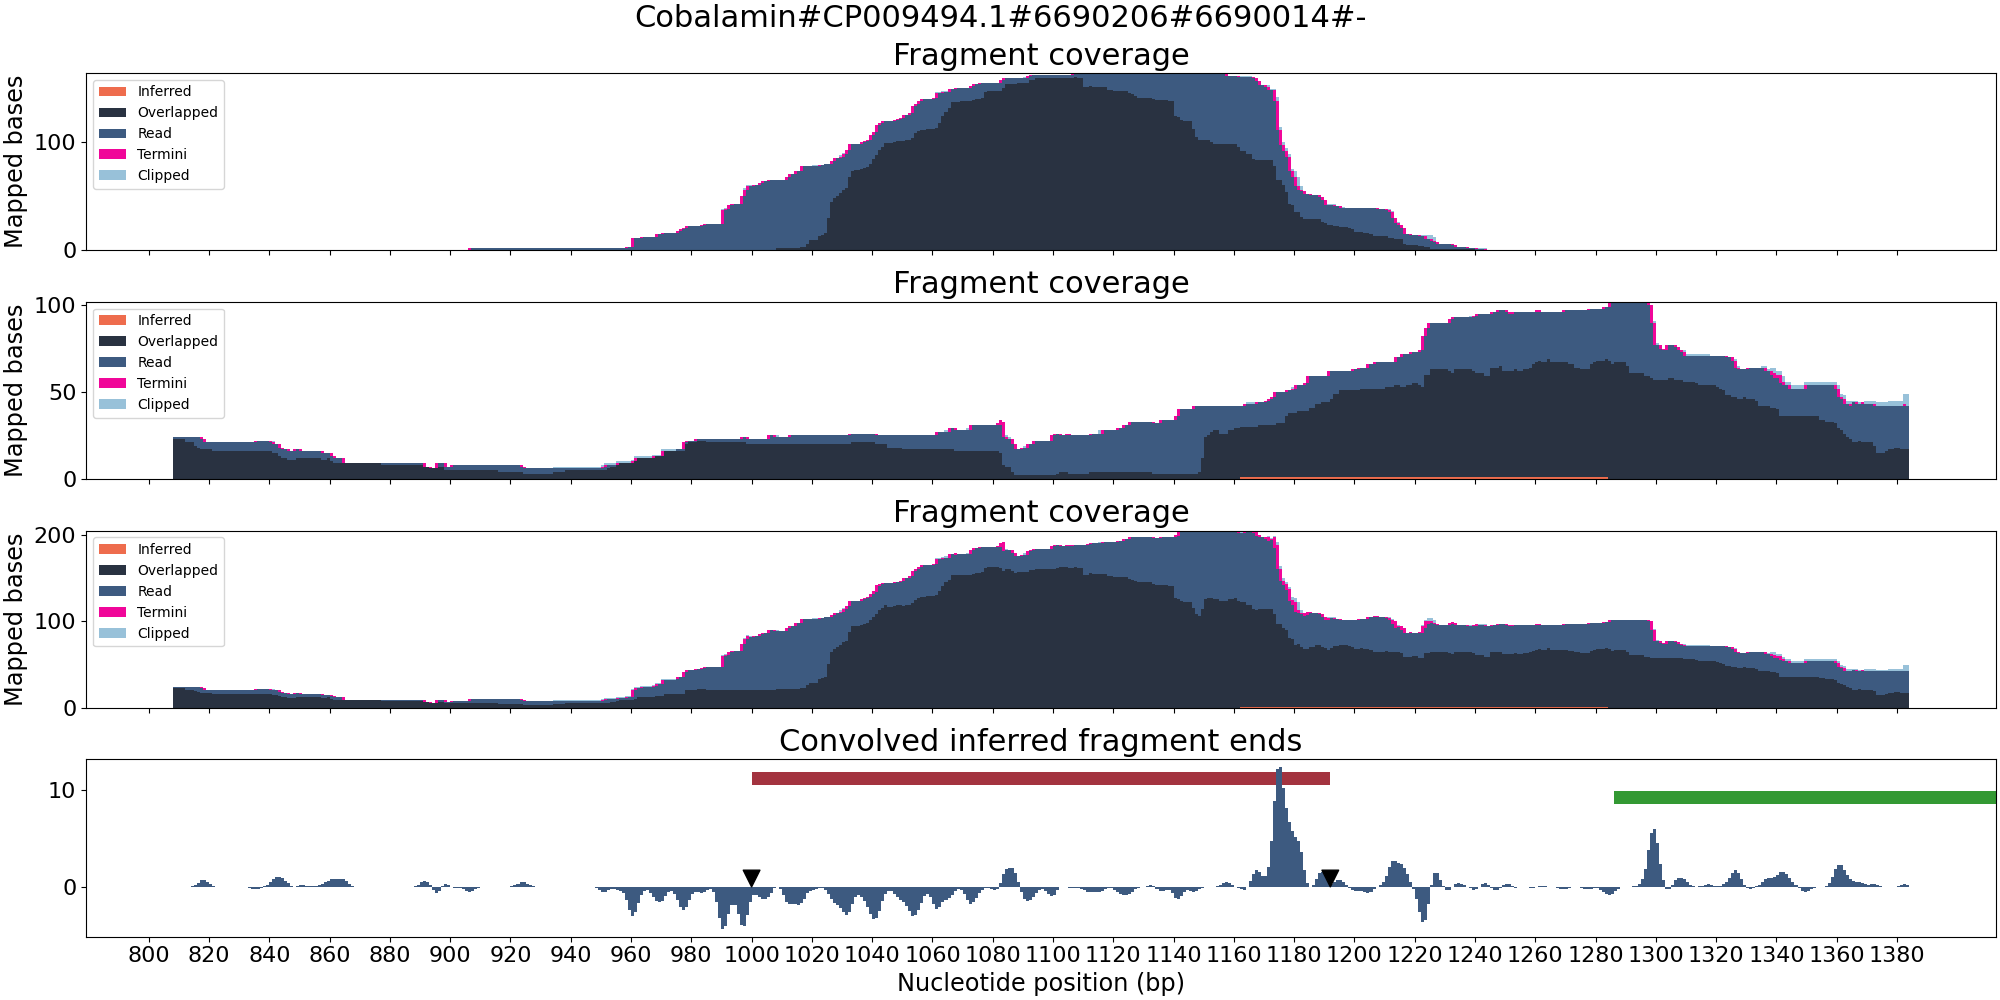 Cobalamin#CP009494.1#6690206#6690014#-
Fragment coverage
Mapped bases
100
0
Inferred
Overlapped
Read
Termini
Clipped
Fragment coverage
Mapped bases
100
50
0
Inferred
Overlapped
Read
Termini
Clipped
Fragment coverage
Mapped bases
200
100
0
Inferred
Overlapped
Read
Termini
Clipped
Convolved inferred fragment ends
10
0
800 820 840 860 880 900 920 940 960 980 1000 1020 1040 1060 1080 1100 1120 1140 1160 1180 1200 1220 1240 1260 1280 1300 1320 1340 1360 1380
Nucleotide position (bp)